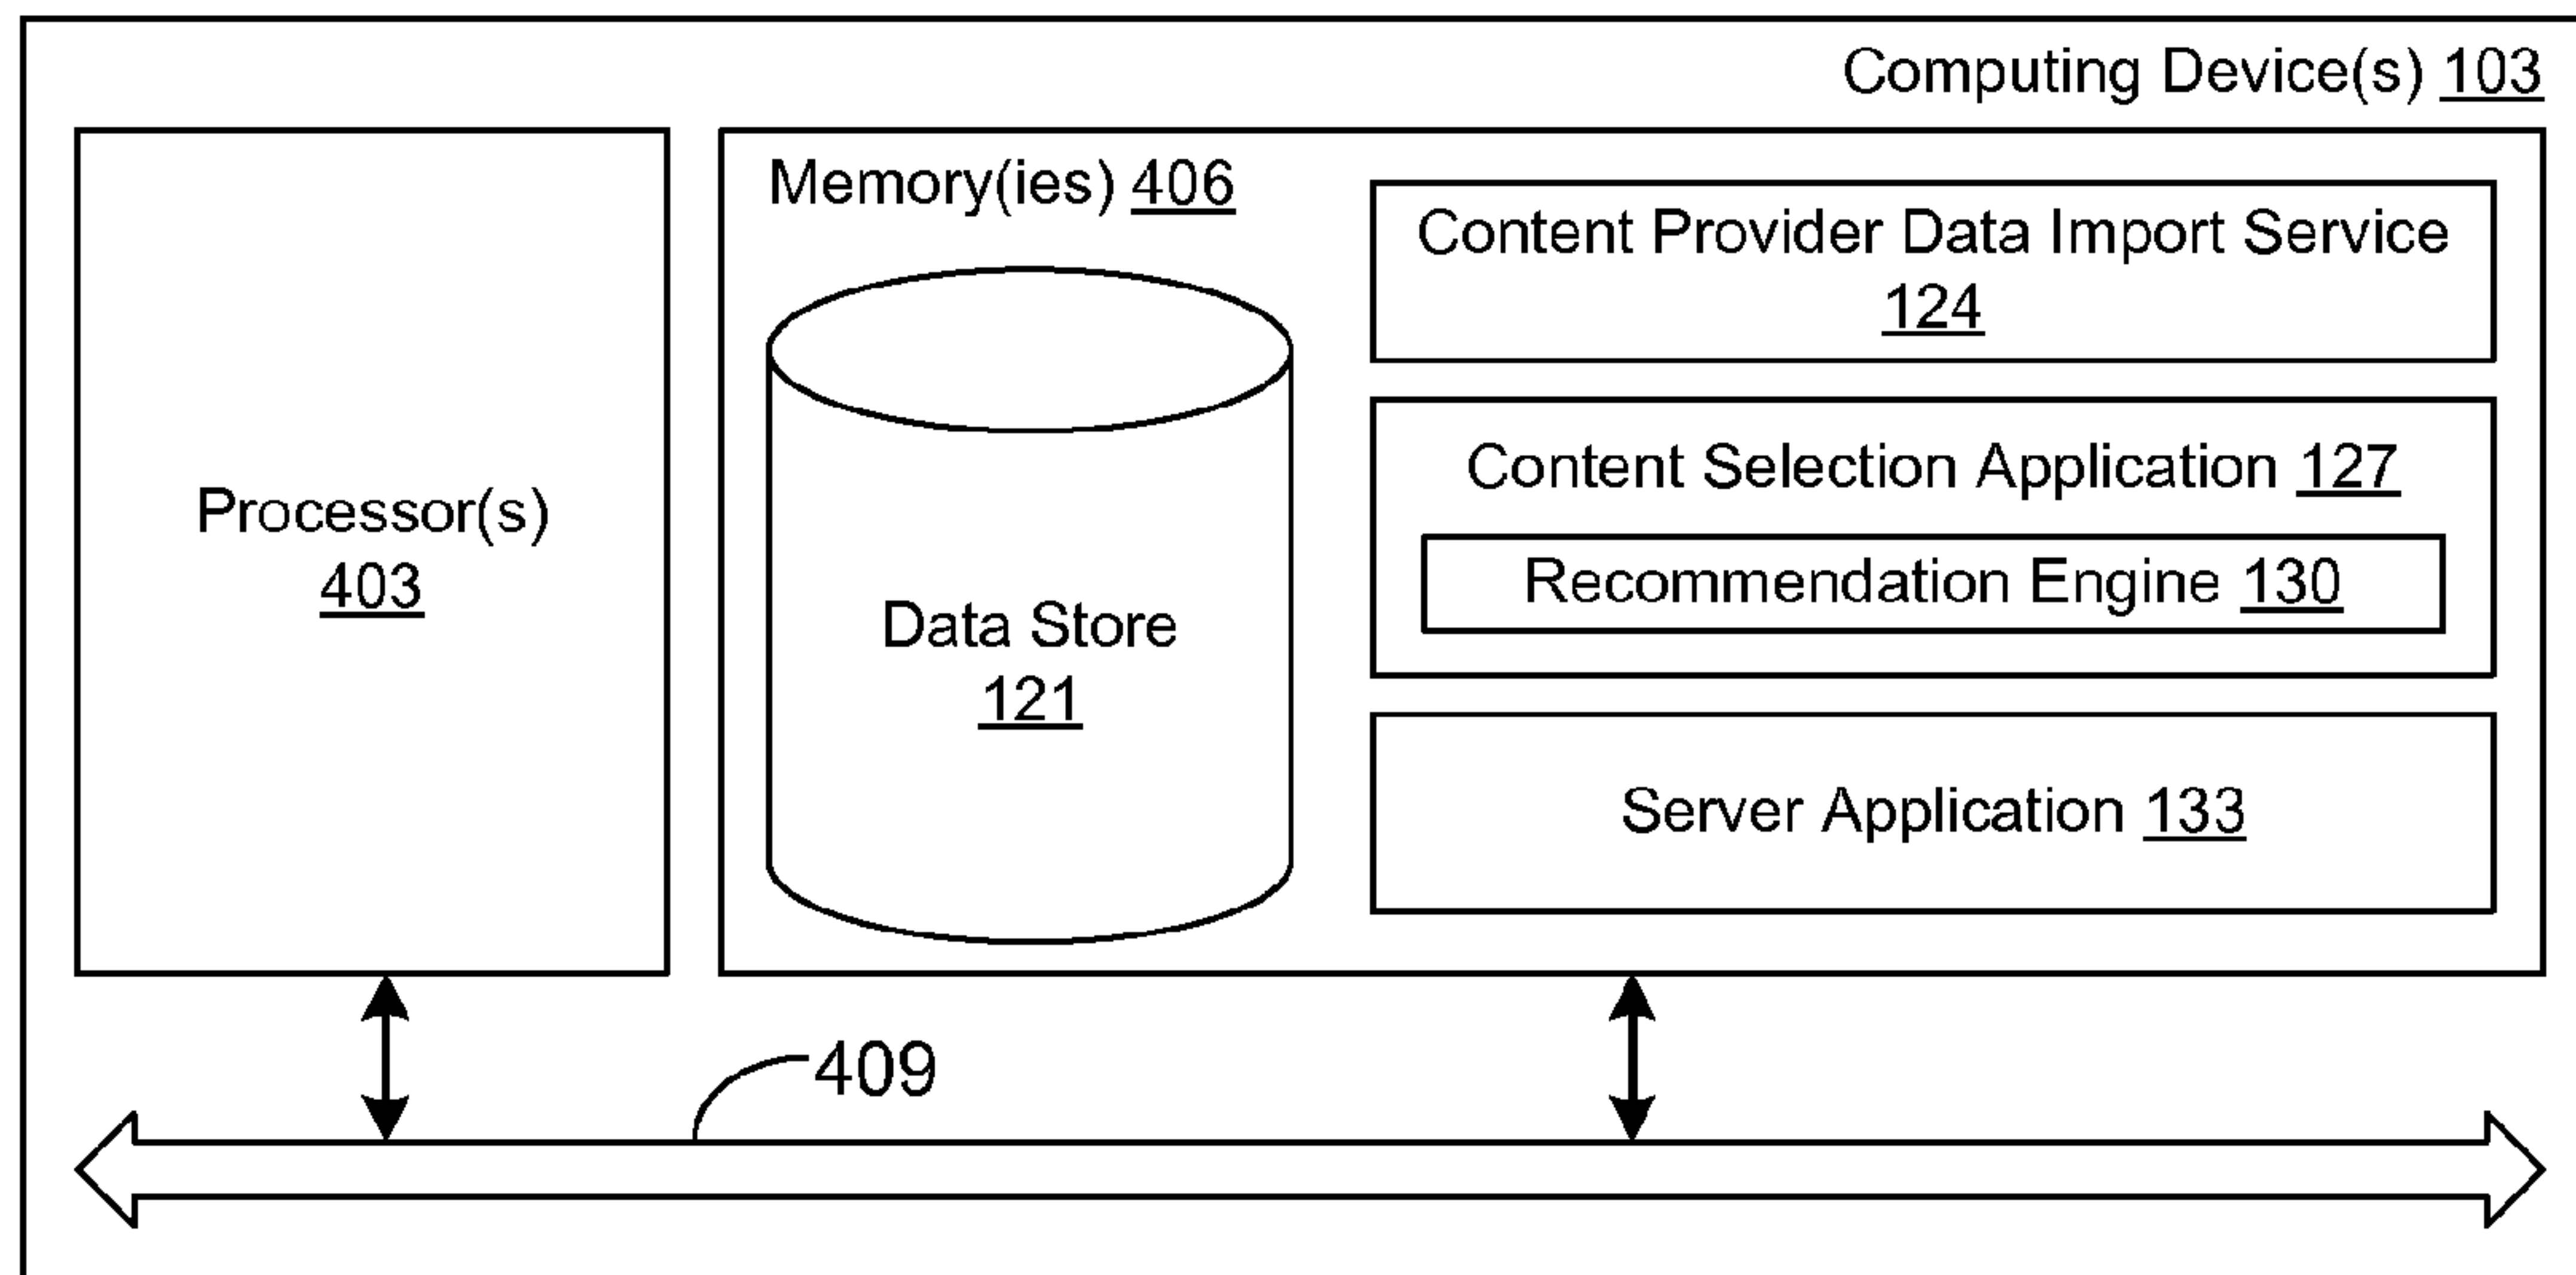 Computing Device(s) 103
Processor(s)
403
Memory(ies) 406
Data Store
121
Content Provider Data Import Service
124
Content Selection Application 127
Recommendation Engine 130
Server Application 133
409